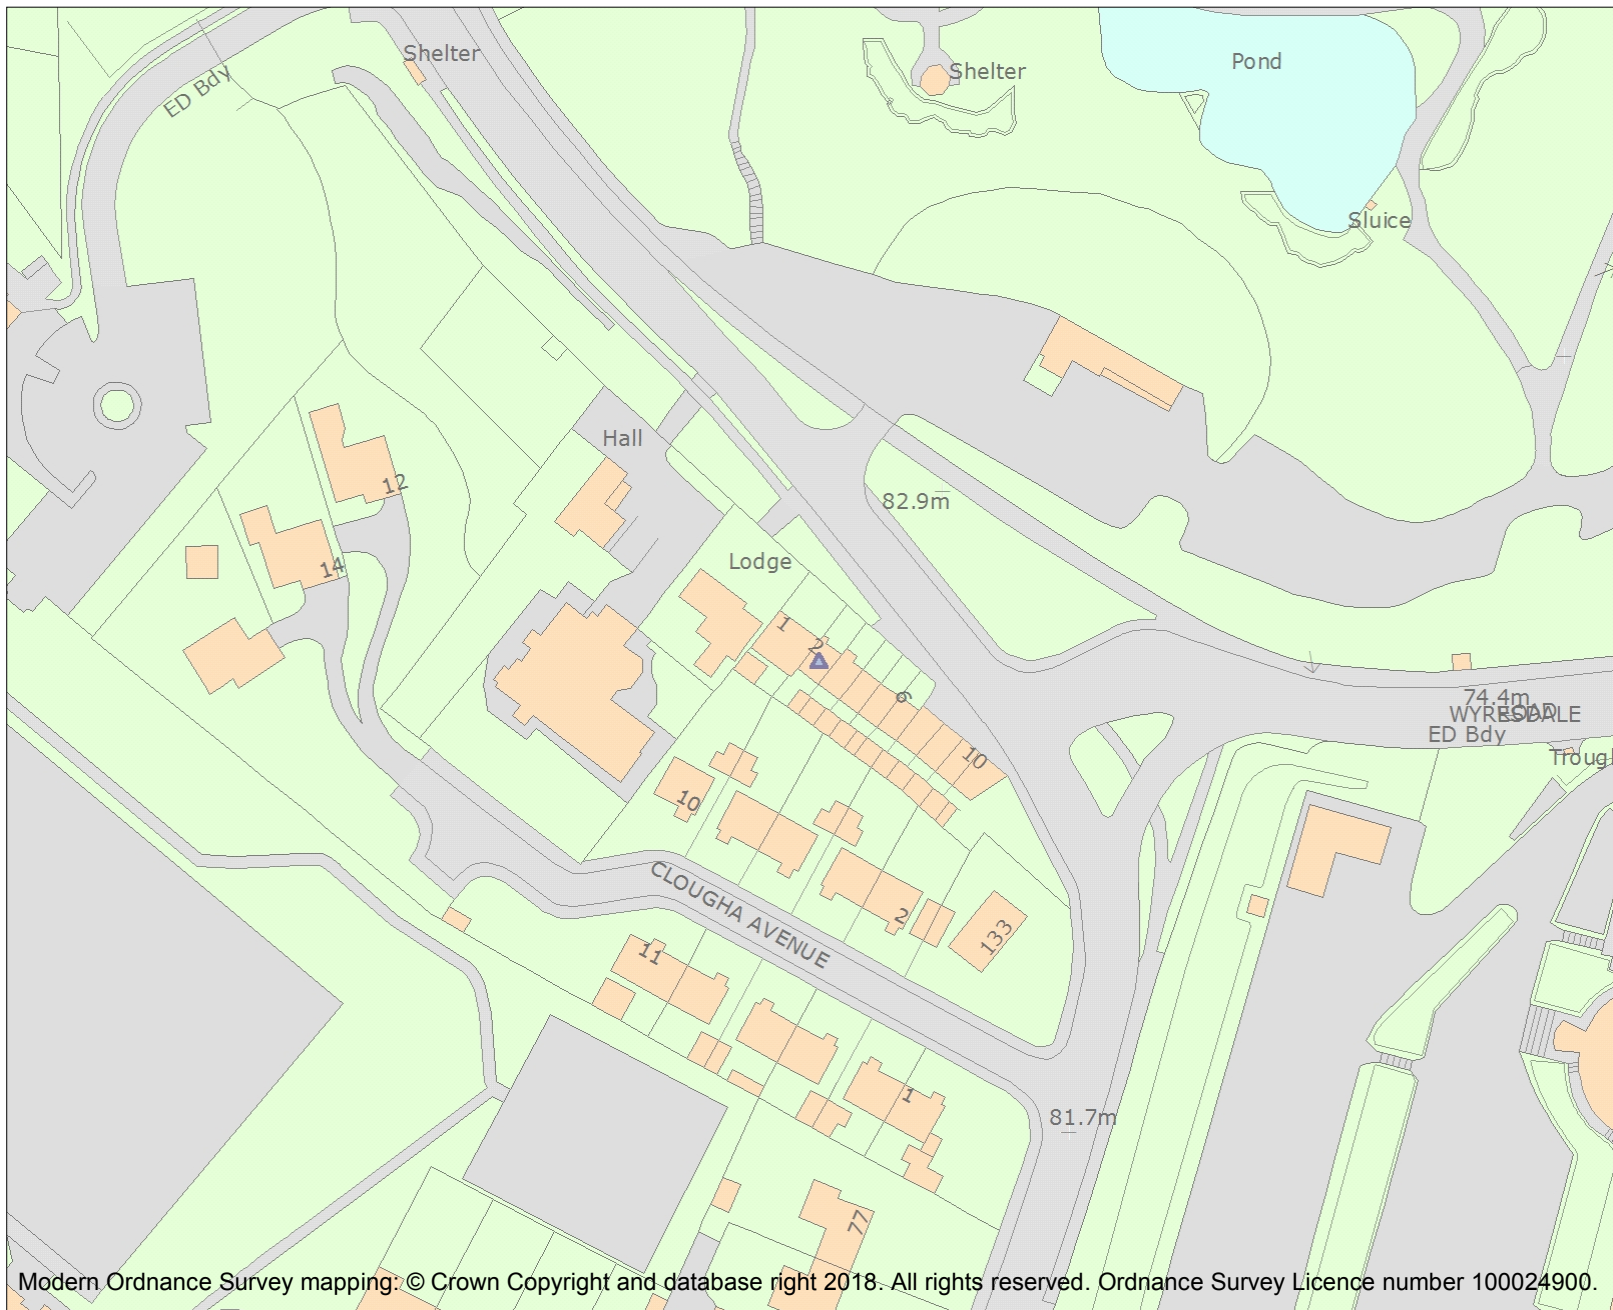 Shelter
ED Bdy
Shelter
Pond
Sluice
Hall
12
82.9m
14
Lodge
1
2
6
10
74.4m
WYRESDALE
ROAD
ED Bdy
10
CLOUGHA AVENUE
2
133
11
1
81.7m
77
Modern Ordnance Survey mapping: © Crown Copyright and database right 2018. All rights reserved. Ordnance Survey Licence number 100024900.